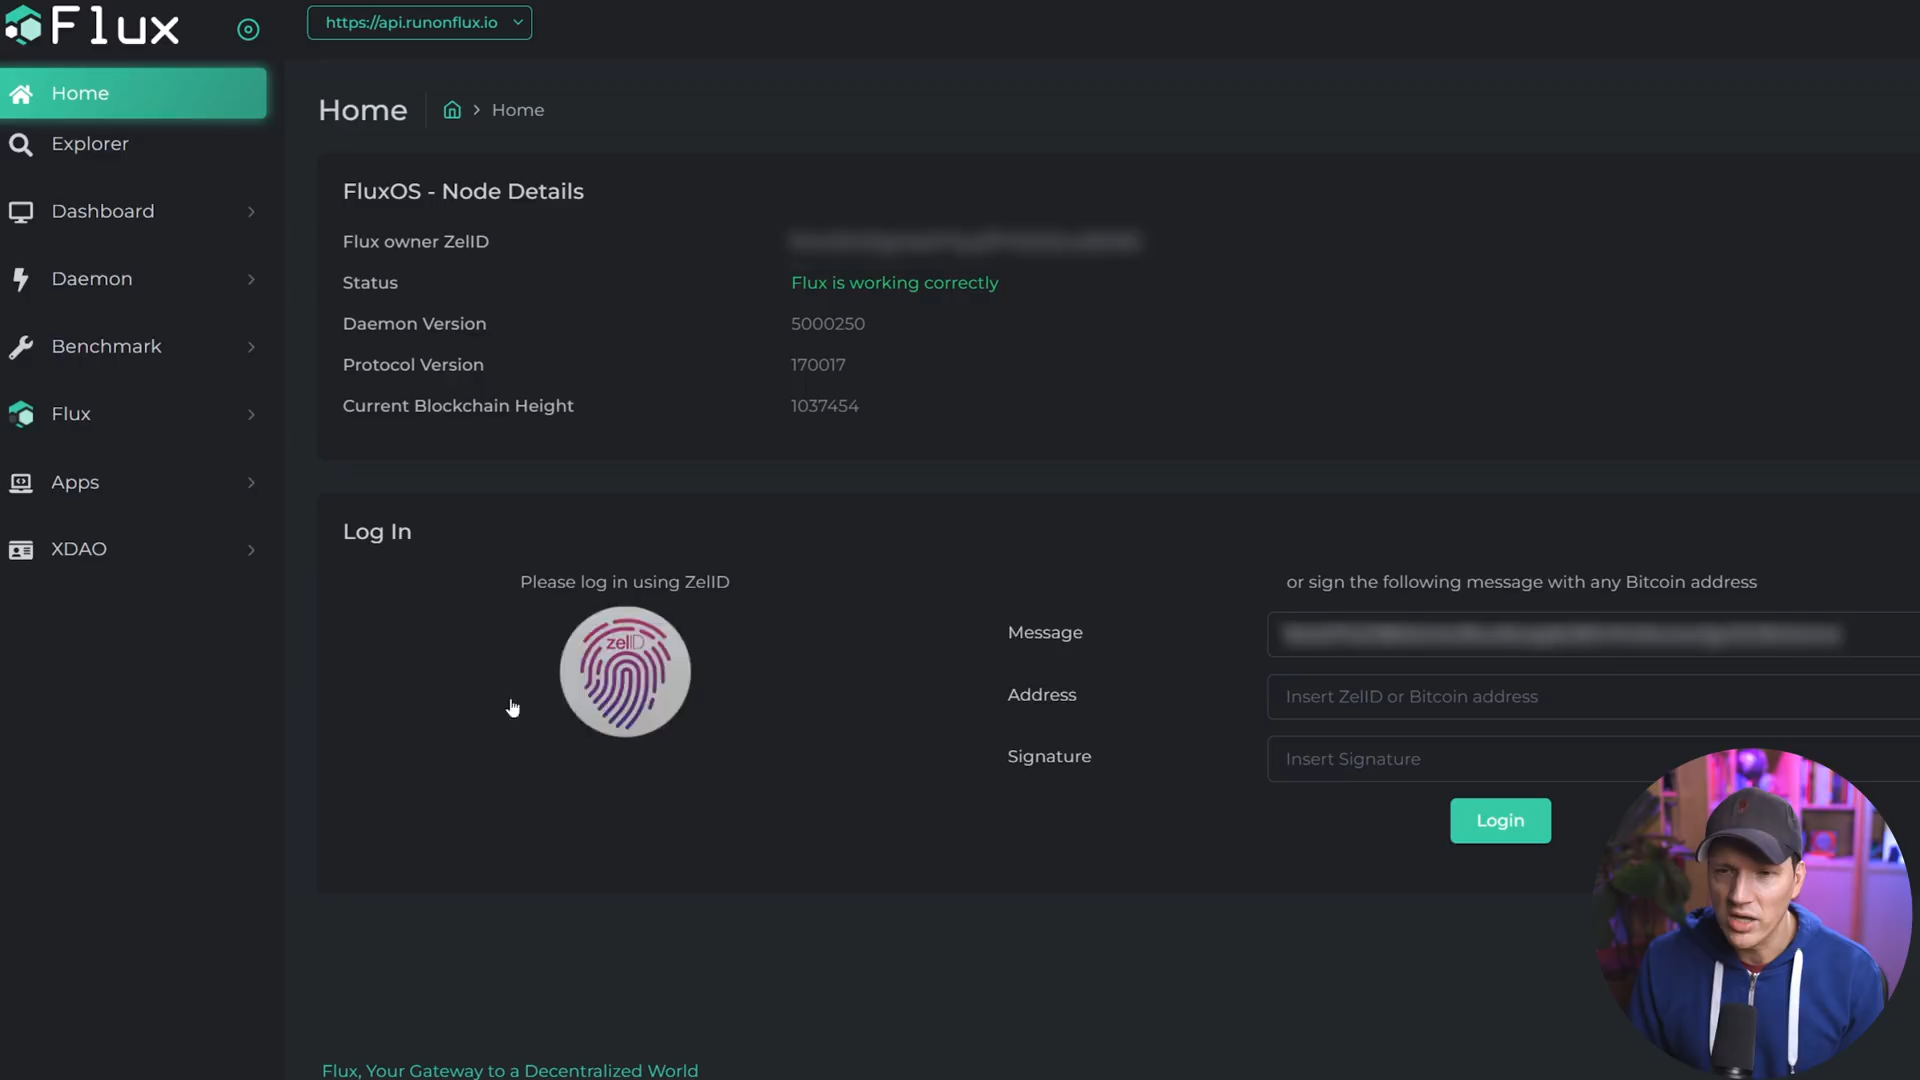 Flux
https://api.runonflux.io
Home
Explorer
Dashboard
Daemon
Benchmark
Flux
Apps
XDAO
Home
Home
FluxOS - Node Details
Flux owner ZelID
Status
Flux is working correctly
Daemon Version
5000250
Protocol Version
170017
Current Blockchain Height
1037454
Log In
Please log in using ZelID
zelID
or sign the following message with any Bitcoin address
Message
Address
Insert ZelID or Bitcoin address
Signature
Insert Signature
Login
Flux, Your Gateway to a Decentralized World